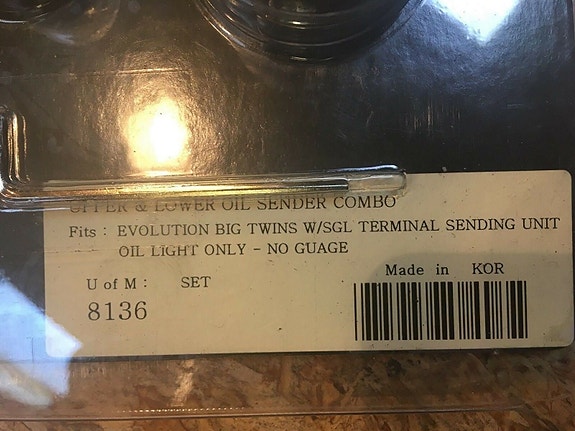 UPPER & LOWER OIL SENDER COMBO
Fits : EVOLUTION BIG TWINS W/SGL TERMINAL SENDING UNIT
OIL LIGHT ONLY - NO GUAGE
U of M : SET
Made in KOR
8136